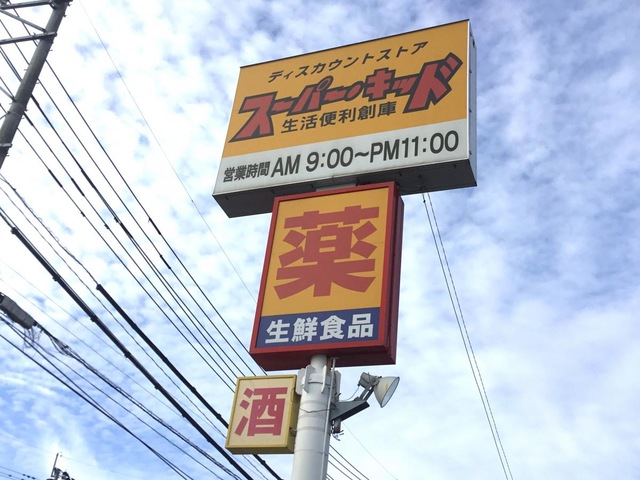 ディスカウントストア
スーパー・キッド
生活便利創庫
営業時間 AM 9:00～PM11:00
薬
生鮮食品
酒